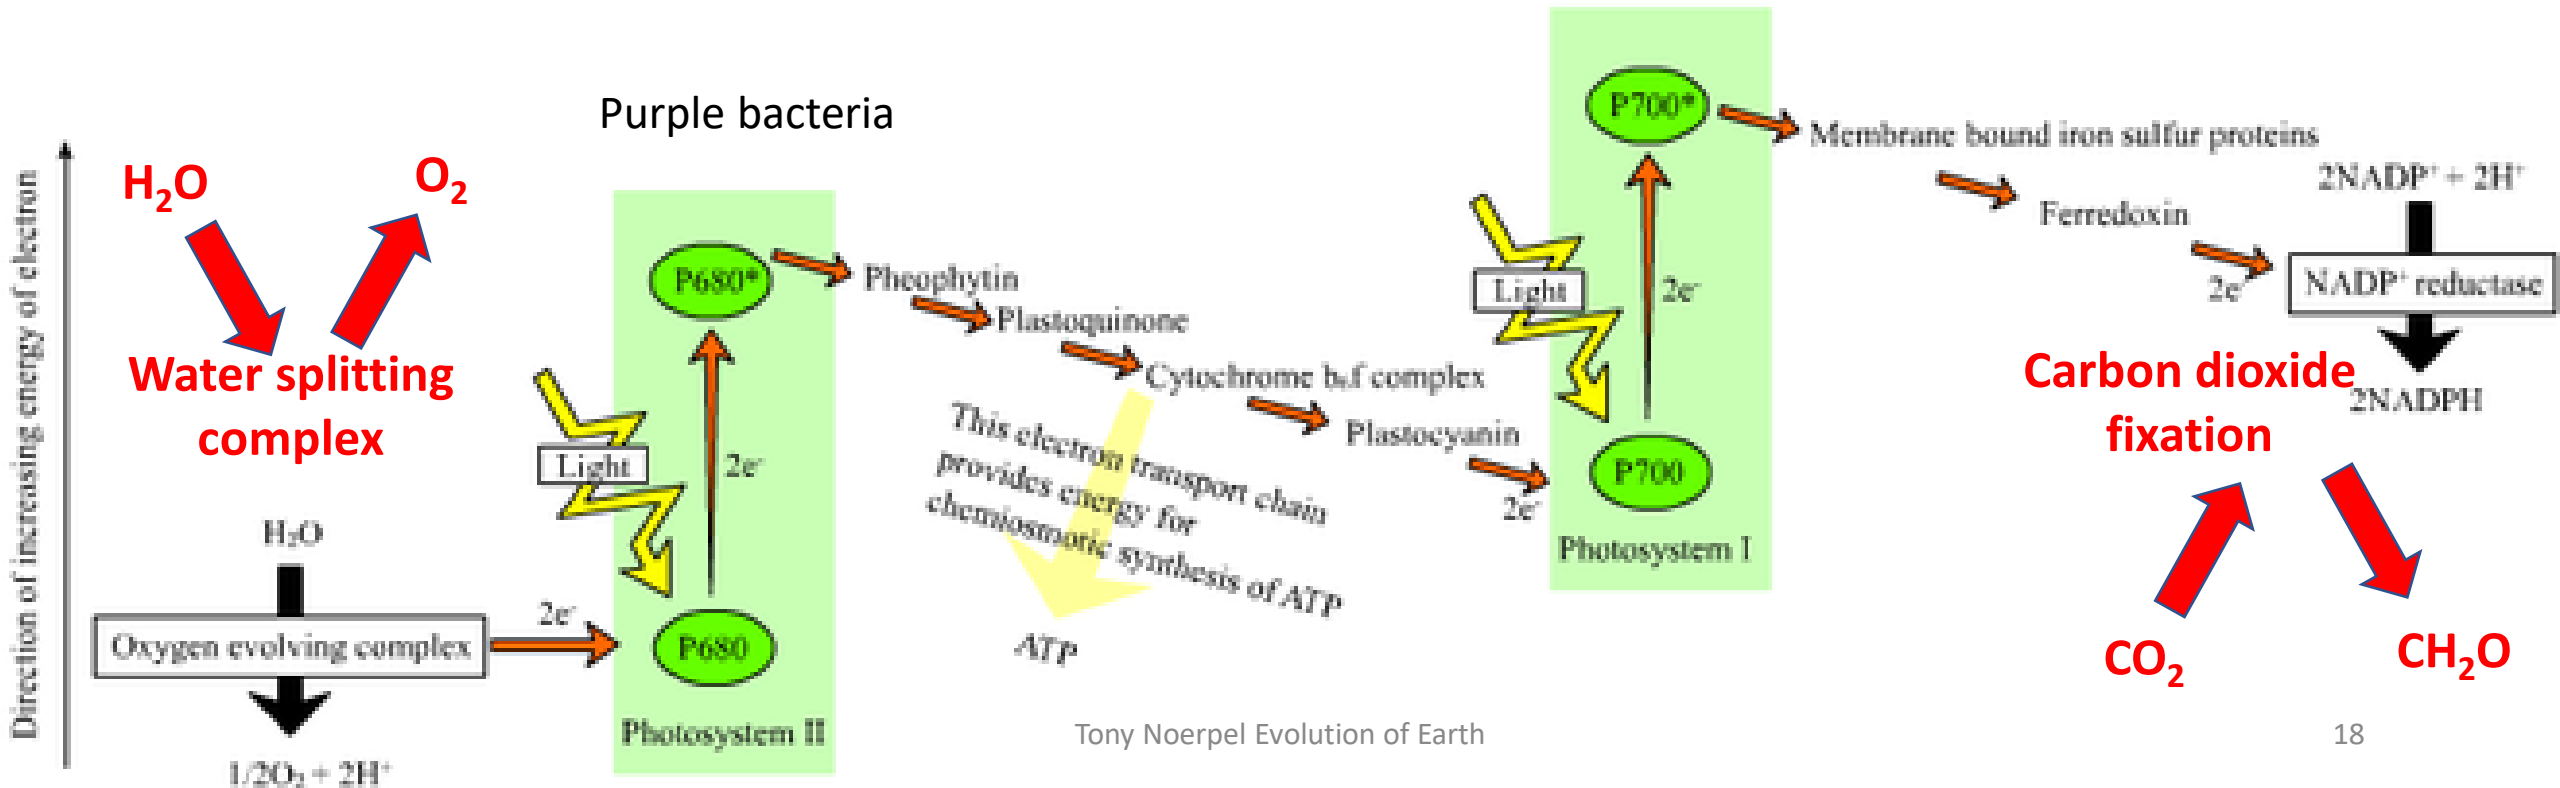 Purple bacteria
Direction of increasing energy of electron
H₂O
O₂
Water splitting
complex
H₂O
Oxygen evolving complex
1/2O₂ + 2H⁺
2e⁻
Light
P680*
2e⁻
P680
Photosystem II
Pheophytin
Plastoquinone
Cytochrome b₆f complex
Plastocyanin
2e⁻
This electron transport chain
provides energy for
chemiosmotic synthesis of ATP
ATP
Light
P700*
2e⁻
P700
Photosystem I
Membrane bound iron sulfur proteins
Ferredoxin
2e⁻
2NADP⁺ + 2H⁺
NADP⁺ reductase
2NADPH
Carbon dioxide
fixation
CO₂
CH₂O
Tony Noerpel Evolution of Earth
18